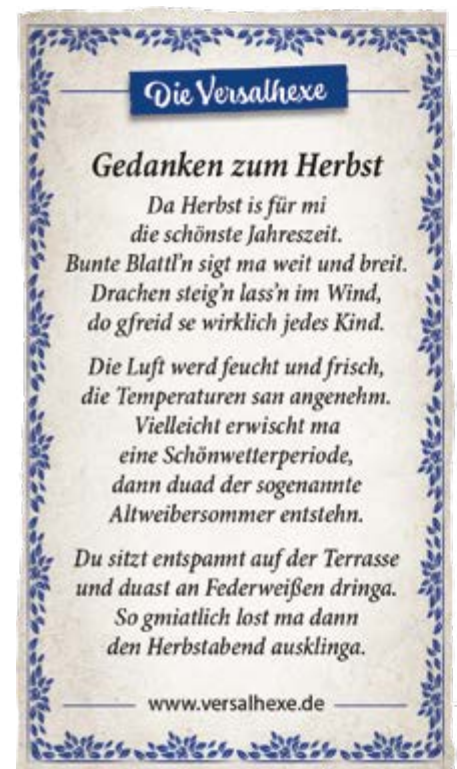 Die Versalhexe
Gedanken zum Herbst
Da Herbst is für mi
die schönste Jahreszeit.
Bunte Blattl'n sigt ma weit und breit.
Drachen steig'n lass'n im Wind,
do gfreid se wirklich jedes Kind.
Die Luft werd feucht und frisch,
die Temperaturen san angenehm.
Vielleicht erwischt ma
eine Schönwetterperiode,
dann duad der sogenannte
Altweibersommer entstehn.
Du sitzt entspannt auf der Terrasse
und duast an Federweißen dringa.
So gmiatlich lost ma dann
den Herbstabend ausklinga.
www.versalhexe.de